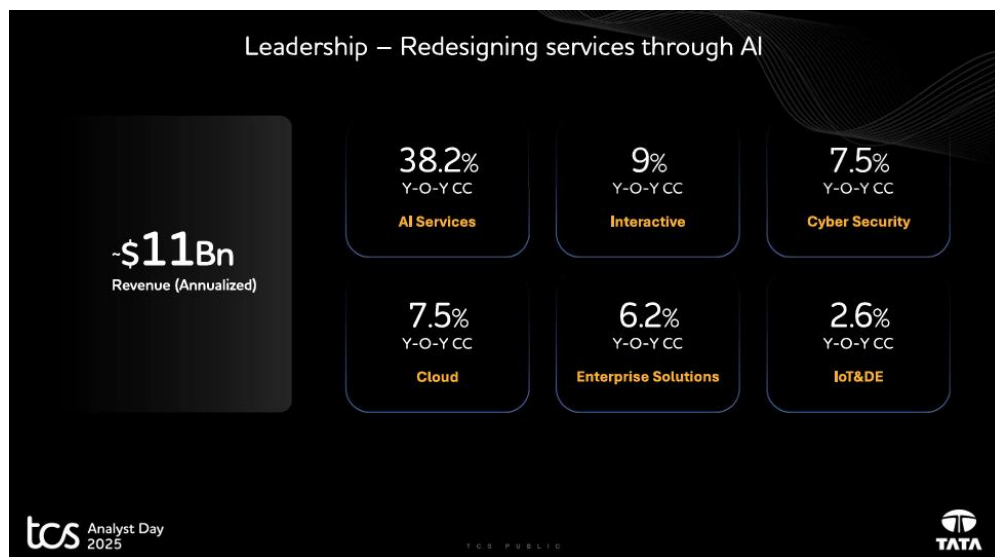 Leadership – Redesigning services through AI
~$11Bn
Revenue (Annualized)
38.2%
Y-O-Y CC
AI Services
9%
Y-O-Y CC
Interactive
7.5%
Y-O-Y CC
Cyber Security
7.5%
Y-O-Y CC
Cloud
6.2%
Y-O-Y CC
Enterprise Solutions
2.6%
Y-O-Y CC
IoT&DE
tcs Analyst Day
2025
TCS PUBLIC
TATA